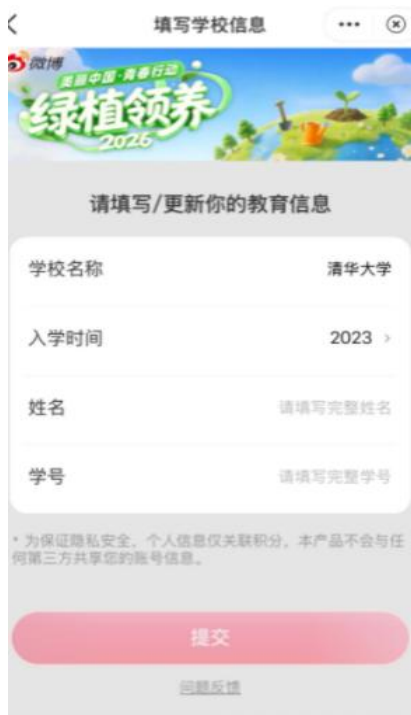 填写学校信息
微博
美丽中国·青春行动
绿植领养
2026
请填写/更新你的教育信息
学校名称 清华大学
入学时间 2023 >
姓名 请填写完整姓名
学号 请填写完整学号
* 为保证隐私安全，个人信息仅关联积分，本产品不会与任
何第三方共享您的账号信息。
提交
问题反馈